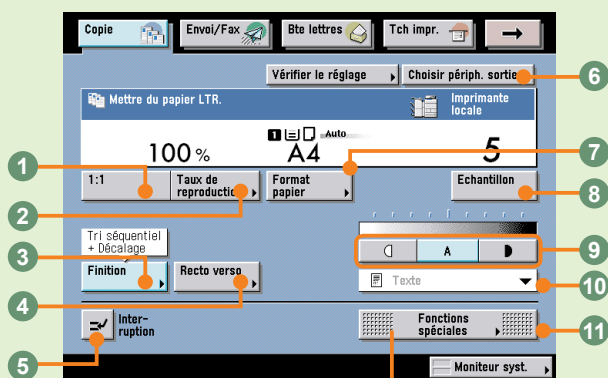 Copie
Envoi/Fax
Bte lettres
Tch impr.
Vérifier le réglage
Choisir périph. sortie
6
Mettre du papier LTR.
Imprimante
locale
1
Auto
100 %
A4
5
1
7
1:1
Taux de
reproduction
Format
papier
Echantillon
8
2
Tri séquentiel
+ Décalage
3
Finition
Recto verso
A
9
4
Texte
10
Inter-
ruption
Fonctions
spéciales
11
5
Moniteur syst.